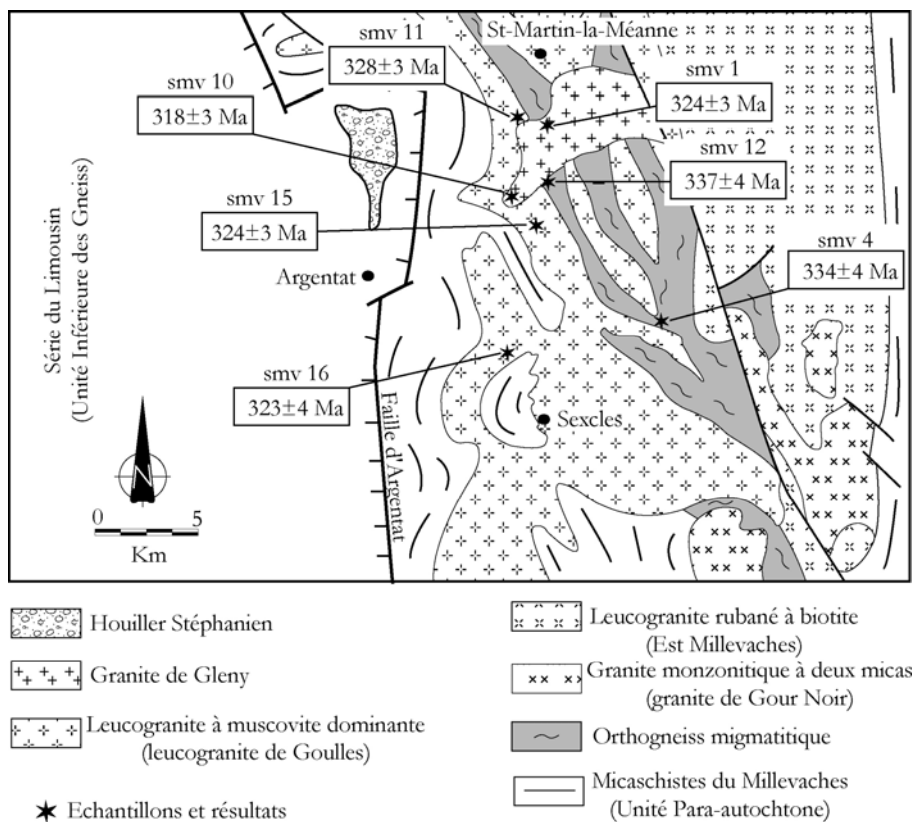 St-Martin-la-Méanne
smv 11
328±3 Ma
smv 10
318±3 Ma
smv 1
324±3 Ma
smv 12
337±4 Ma
smv 15
324±3 Ma
smv 4
334±4 Ma
Argentat
Série du Limousin
(Unité Inférieure des Gneiss)
smv 16
323±4 Ma
Faille d'Argentat
Sexcles
N
0 5
Km
Houiller Stéphanien
Granite de Gleny
Leucogranite à muscovite dominante
(leucogranite de Goulles)
Echantillons et résultats
Leucogranite rubané à biotite
(Est Millevaches)
Granite monzonitique à deux micas
(granite de Gour Noir)
Orthogneiss migmatitique
Micaschistes du Millevaches
(Unité Para-autochtone)